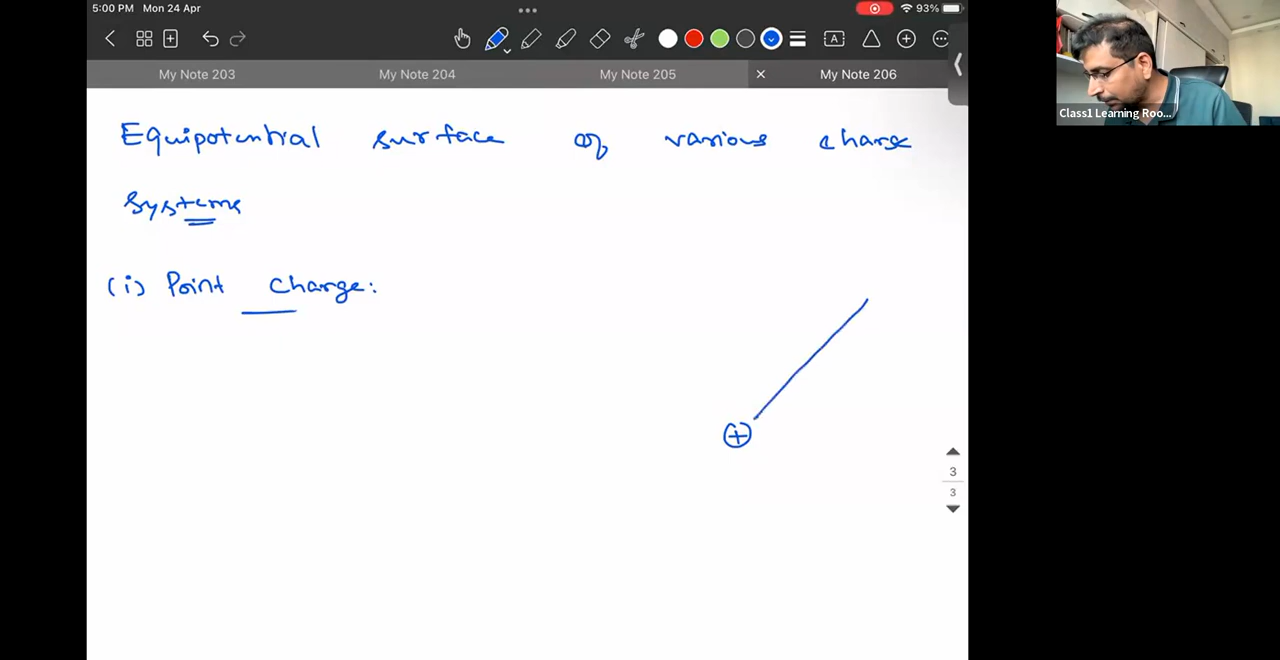 5:00 PM Mon 24 Apr
93%
My Note 203
My Note 204
My Note 205
My Note 206
Class1 Learning Roo...
Equipotential surface of various charge
systems
(i) Point charge:
+
3
3